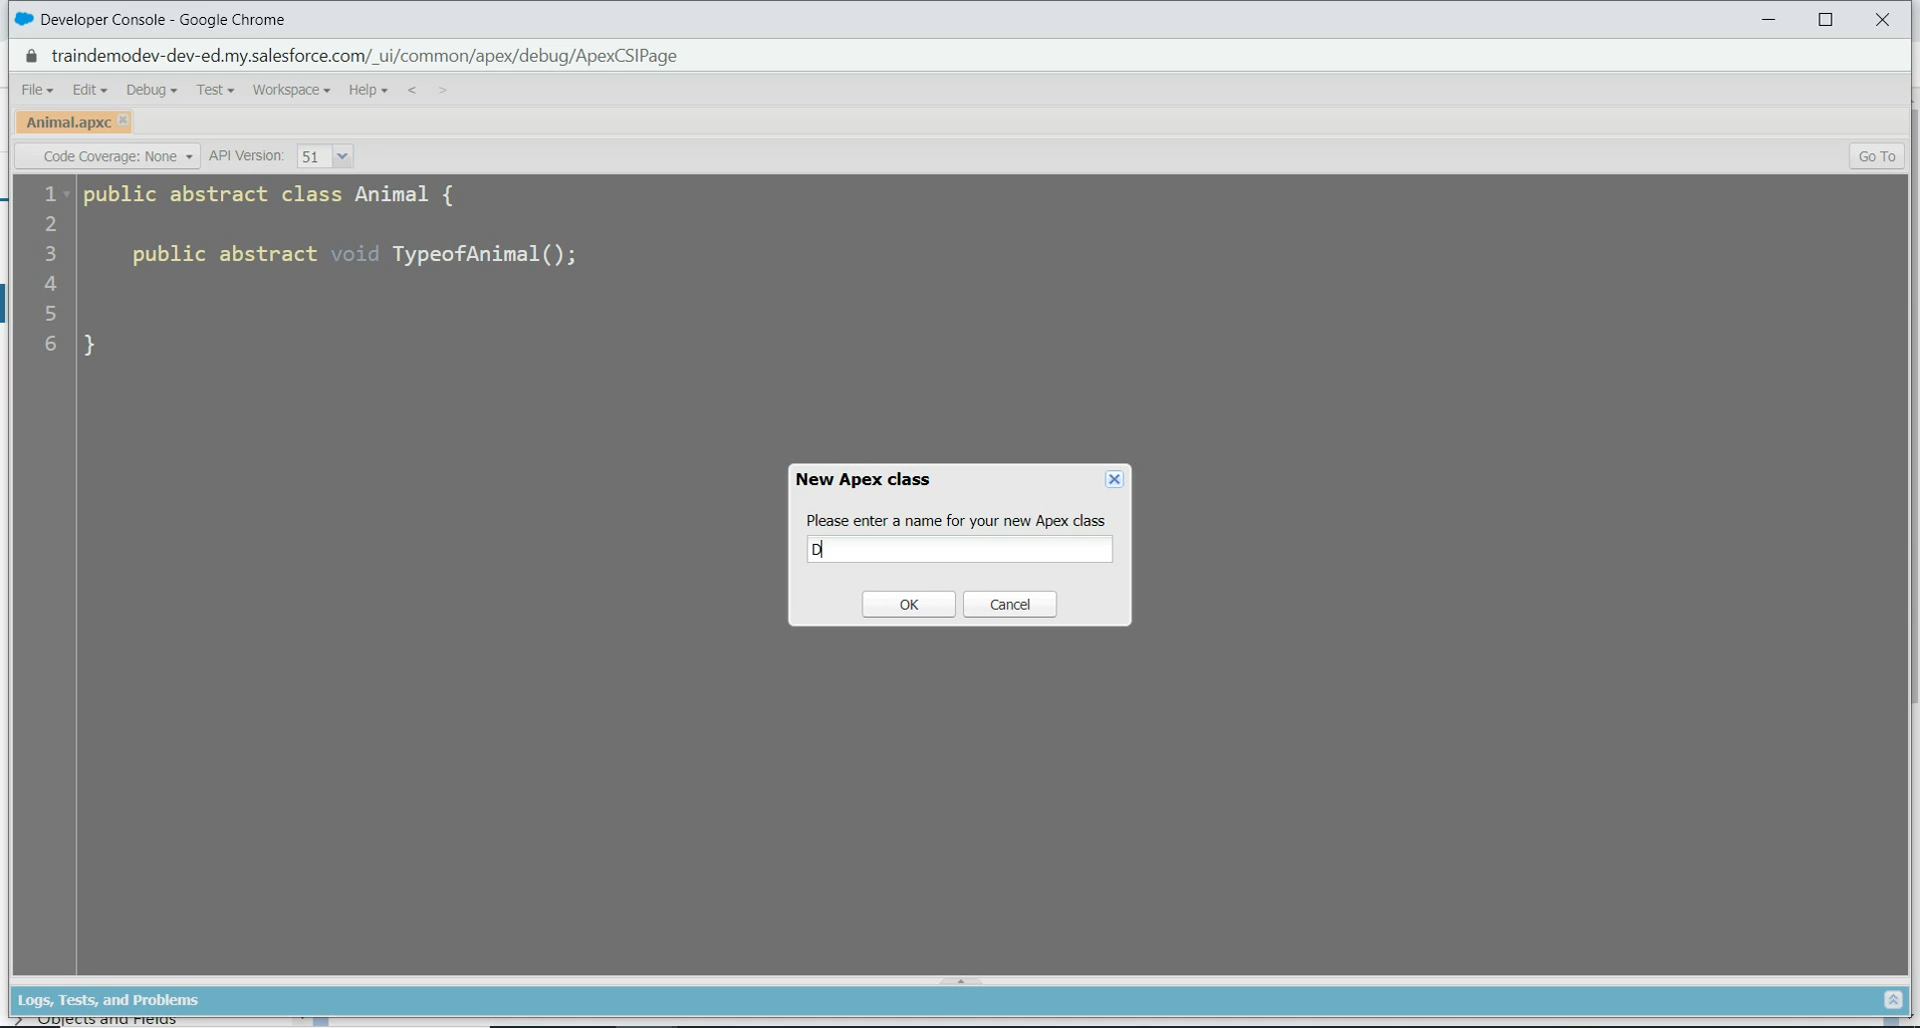 Developer Console - Google Chrome
traindemodev-dev-ed.my.salesforce.com/_ui/common/apex/debug/ApexCSIPage
File Edit Debug Test Workspace Help < >
Animal.apxc
Code Coverage: None API Version: 51 Go To
1 public abstract class Animal {
2
3 public abstract void TypeofAnimal();
4
5
6 }
New Apex class
Please enter a name for your new Apex class
D
OK Cancel
Logs, Tests, and Problems
Objects and Fields